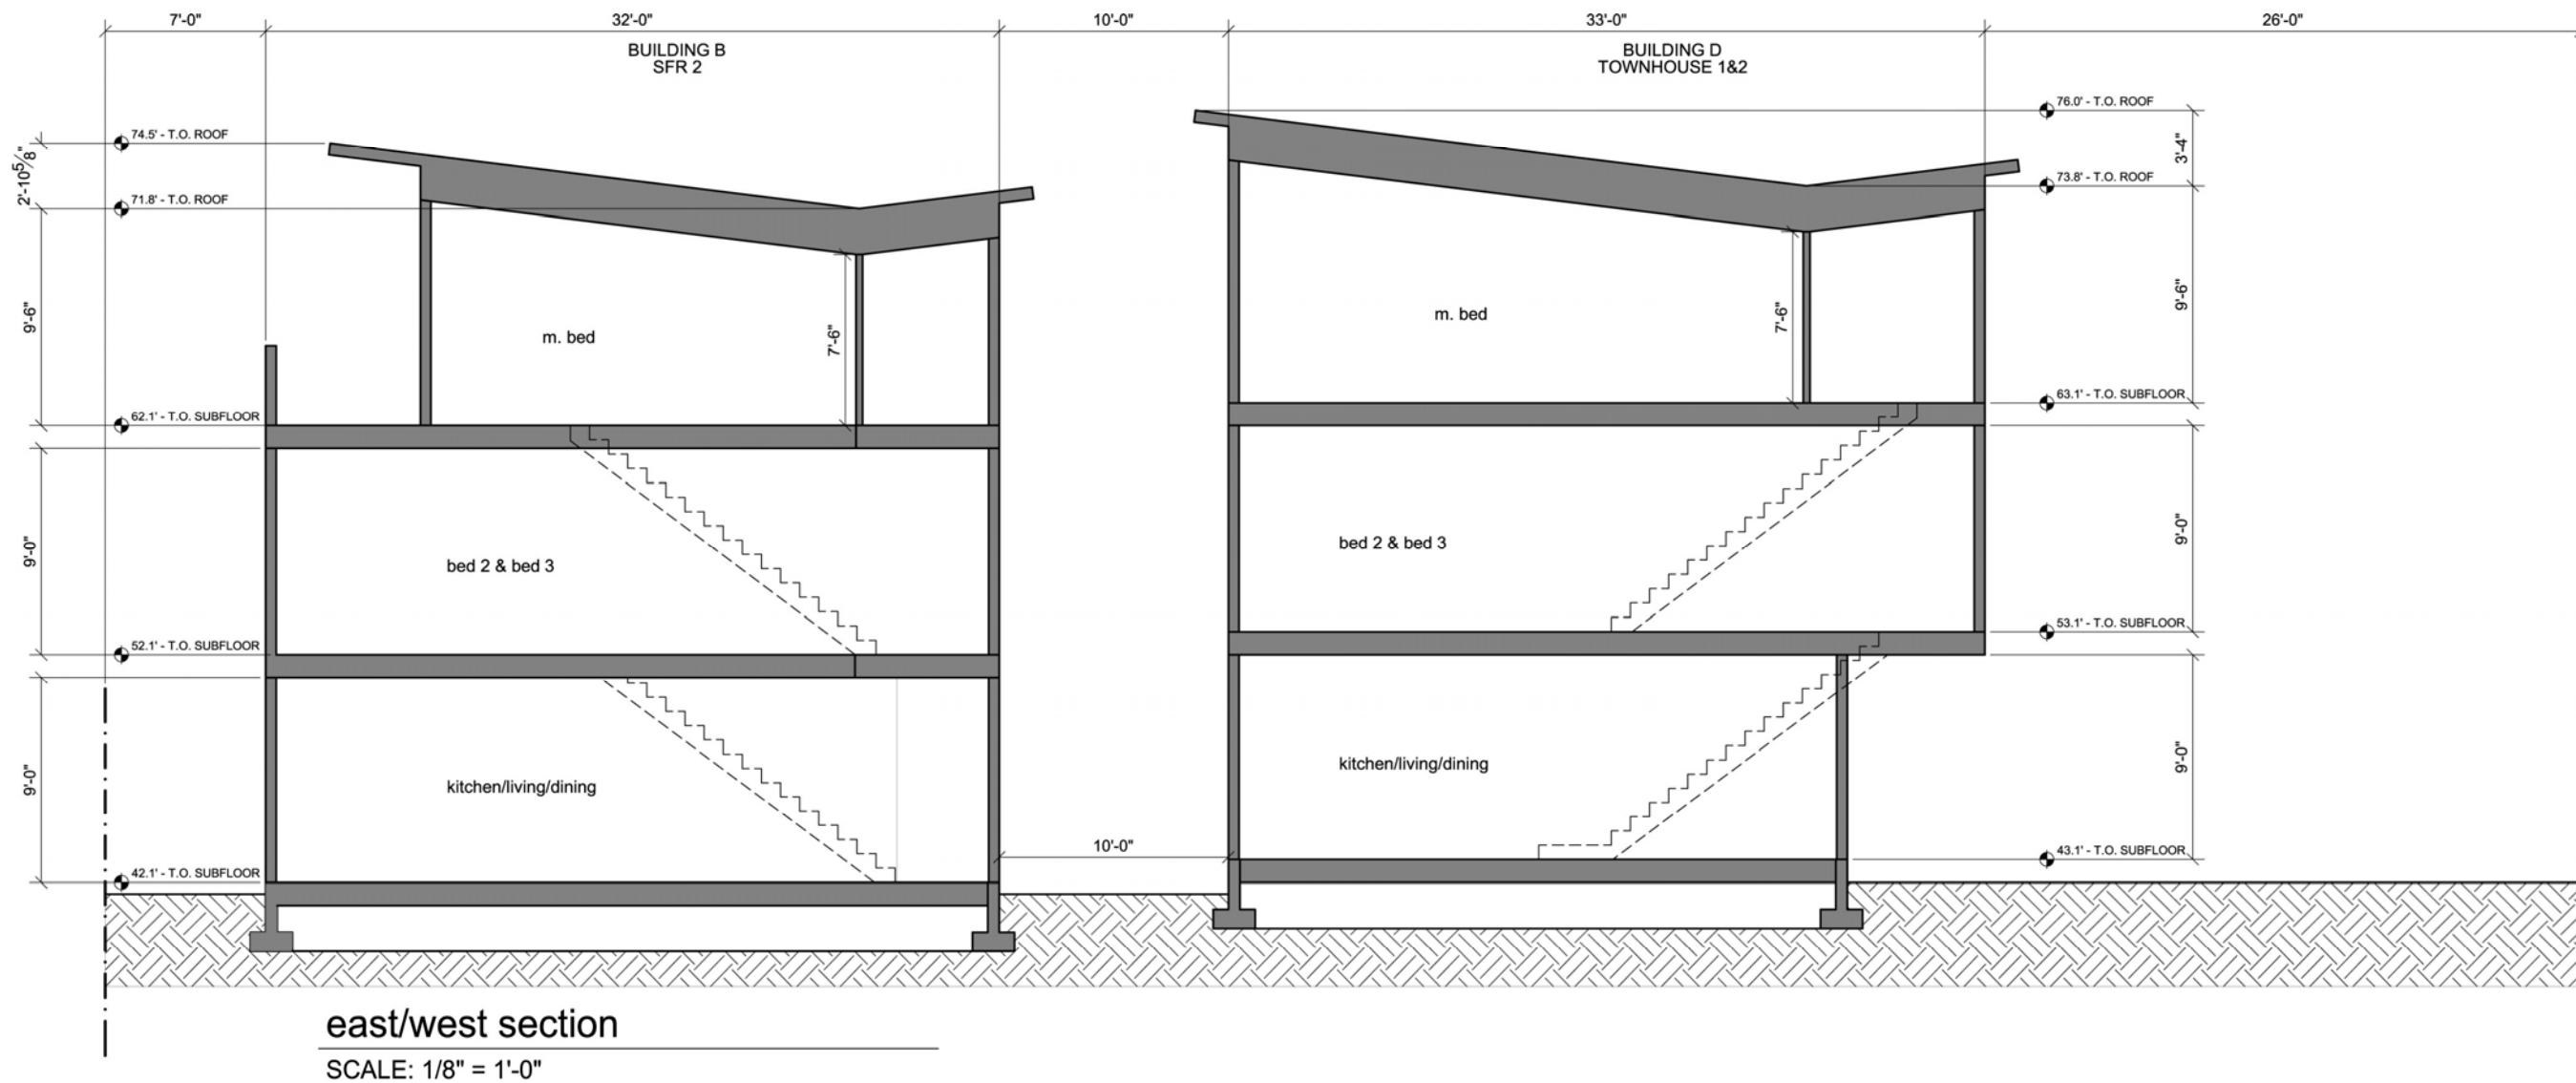 7'-0"
32'-0"
10'-0"
33'-0"
26'-0"
BUILDING B
SFR 2
BUILDING D
TOWNHOUSE 1&2
74.5' - T.O. ROOF
76.0' - T.O. ROOF
2'-10 5/8"
3'-4"
71.8' - T.O. ROOF
73.8' - T.O. ROOF
9'-6"
m. bed
7'-6"
m. bed
7'-6"
9'-6"
62.1' - T.O. SUBFLOOR
63.1' - T.O. SUBFLOOR
9'-0"
bed 2 & bed 3
bed 2 & bed 3
9'-0"
52.1' - T.O. SUBFLOOR
53.1' - T.O. SUBFLOOR
9'-0"
kitchen/living/dining
kitchen/living/dining
9'-0"
10'-0"
42.1' - T.O. SUBFLOOR
43.1' - T.O. SUBFLOOR
east/west section
SCALE: 1/8" = 1'-0"